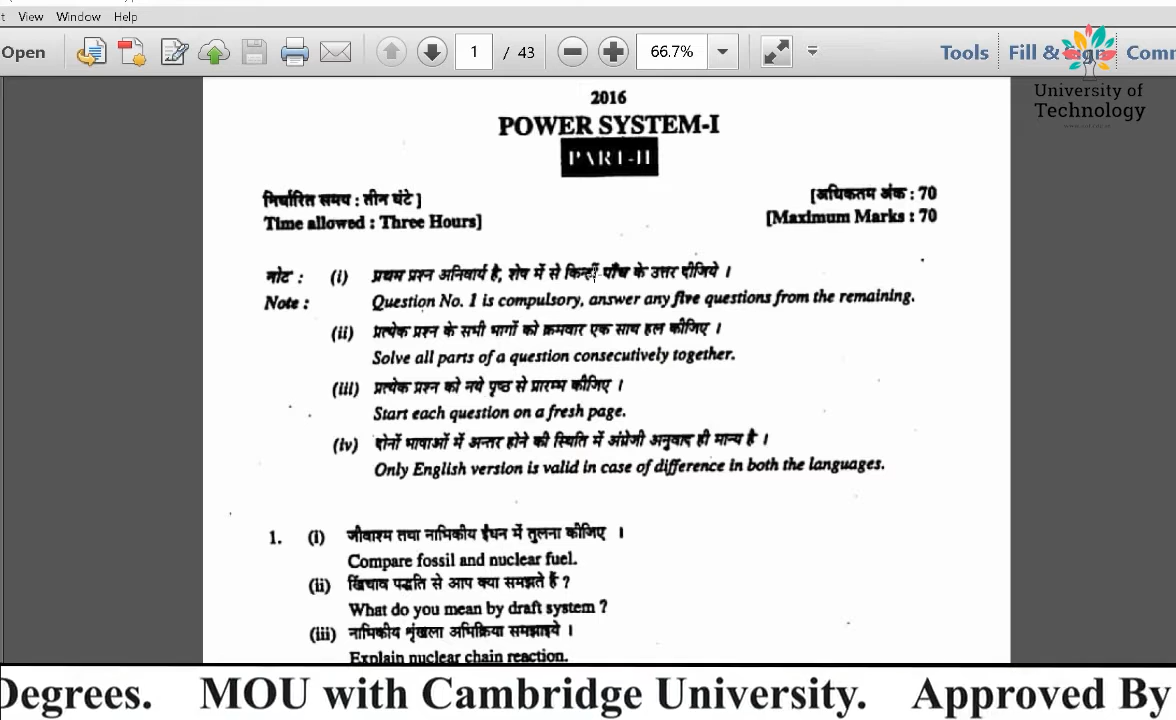 t View Window Help
Open 1 / 43 66.7% Tools Fill & Sign Comm
University of
Technology
2016
POWER SYSTEM-I
PART-II
निर्धारित समय : तीन घंटे ]
[अधिकतम अंक : 70
Time allowed : Three Hours]
[Maximum Marks : 70
नोट : (i) प्रथम प्रश्न अनिवार्य है, शेष में से किन्हीं पाँच के उत्तर दीजिये ।
Note : Question No. 1 is compulsory, answer any five questions from the remaining.
(ii) प्रत्येक प्रश्न के सभी भागों को क्रमवार एक साथ हल कीजिए ।
Solve all parts of a question consecutively together.
(iii) प्रत्येक प्रश्न को नये पृष्ठ से प्रारम्भ कीजिए ।
Start each question on a fresh page.
(iv) दोनों भाषाओं में अन्तर होने की स्थिति में अंग्रेजी अनुवाद ही मान्य है ।
Only English version is valid in case of difference in both the languages.
1. (i) जीवाश्म तथा नाभिकीय ईंधन में तुलना कीजिए ।
Compare fossil and nuclear fuel.
(ii) खिंचाव पद्धति से आप क्या समझते हैं ?
What do you mean by draft system ?
(iii) नाभिकीय शृंखला अभिक्रिया समझाइये ।
Explain nuclear chain reaction.
Degrees. MOU with Cambridge University. Approved By